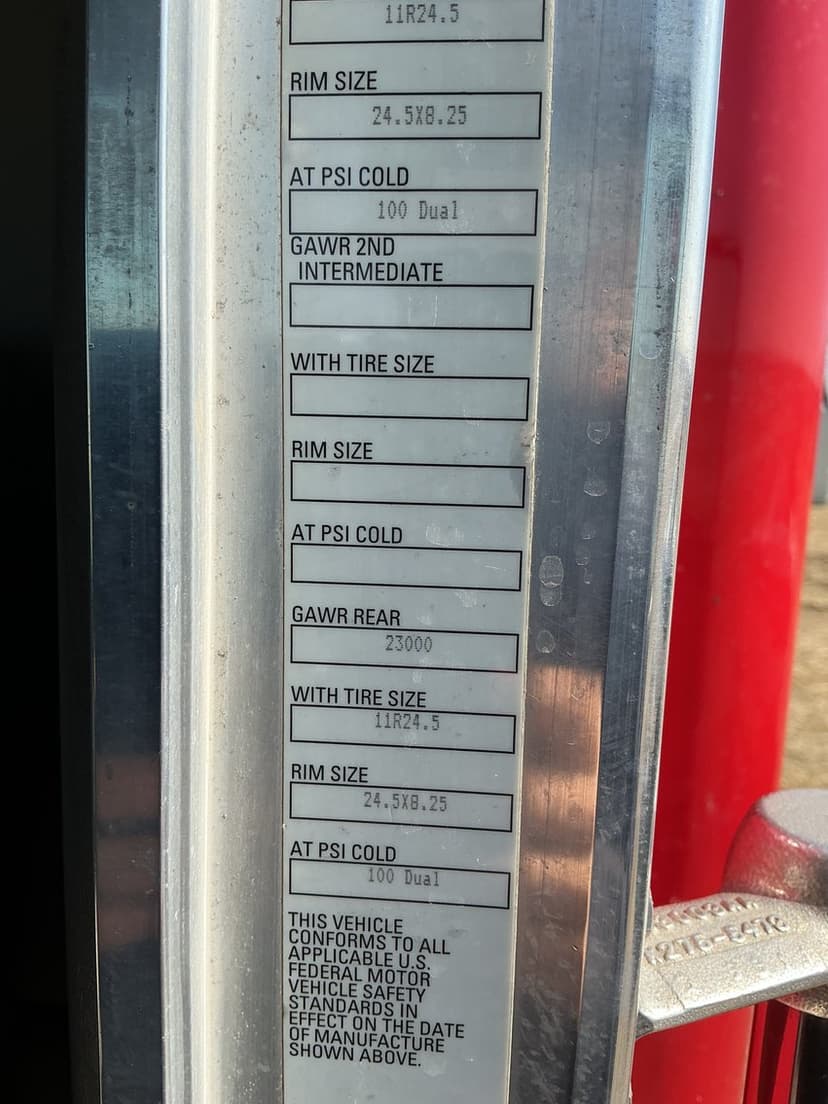 11R24.5
RIM SIZE
24.5X8.25
AT PSI COLD
100 Dual
GAWR 2ND
INTERMEDIATE
WITH TIRE SIZE
RIM SIZE
AT PSI COLD
GAWR REAR
23000
WITH TIRE SIZE
11R24.5
RIM SIZE
24.5X8.25
AT PSI COLD
100 Dual
THIS VEHICLE
CONFORMS TO ALL
APPLICABLE U.S.
FEDERAL MOTOR
VEHICLE SAFETY
STANDARDS IN
EFFECT ON THE DATE
OF MANUFACTURE
SHOWN ABOVE.